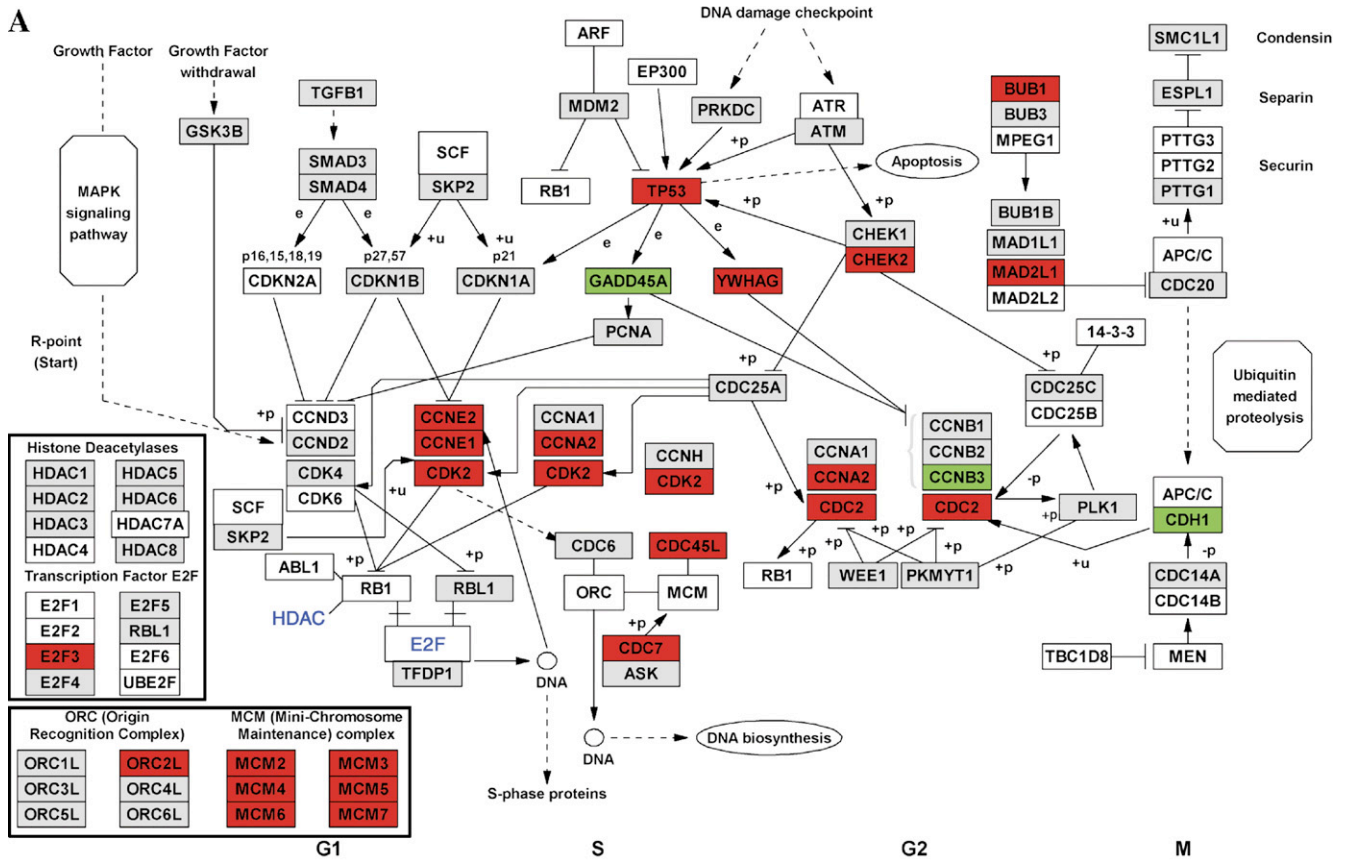 A
Growth Factor
Growth Factor
withdrawal
ARF
DNA damage checkpoint
SMC1L1
Condensin
EP300
TGFB1
MDM2
PRKDC
ATR
ATM
BUB1
BUB3
MPEG1
ESPL1
Separin
GSK3B
+p
PTTG3
PTTG2
PTTG1
Securin
SCF
SKP2
SMAD3
SMAD4
MAPK
signaling
pathway
RB1
TP53
Apoptosis
+p
+p
e
e
+u
+u
e
e
e
CHEK1
CHEK2
BUB1B
MAD1L1
MAD2L1
MAD2L2
+u
APC/C
CDC20
p16,15,18,19
CDKN2A
p27,57
CDKN1B
p21
CDKN1A
GADD45A
YWHAG
PCNA
14-3-3
R-point
(Start)
+p
+p
CDC25A
CDC25C
CDC25B
Ubiquitin
mediated
proteolysis
+p
CCND3
CCND2
CDK4
CDK6
CCNE2
CCNE1
CDK2
CCNA1
CCNA2
CDK2
CCNH
CDK2
CCNA1
CCNA2
CDC2
CCNB1
CCNB2
CCNB3
CDC2
+p
-p
+p
PLK1
APC/C
CDH1
Histone Deacetylases
HDAC1
HDAC5
HDAC2
HDAC6
HDAC3
HDAC7A
HDAC4
HDAC8
Transcription Factor E2F
E2F1
E2F5
E2F2
RBL1
E2F3
E2F6
E2F4
UBE2F
SCF
SKP2
+u
ABL1
+p
+p
RB1
RBL1
HDAC
E2F
TFDP1
DNA
CDC6
CDC45L
ORC
MCM
+p
CDC7
ASK
+p
+p
+p
+p
+p
RB1
WEE1
PKMYT1
+p
+u
-p
CDC14A
CDC14B
TBC1D8
MEN
DNA
DNA biosynthesis
S-phase proteins
ORC (Origin
Recognition Complex)
MCM (Mini-Chromosome
Maintenance) complex
ORC1L
ORC2L
MCM2
MCM3
ORC3L
ORC4L
MCM4
MCM5
ORC5L
ORC6L
MCM6
MCM7
G1
S
G2
M